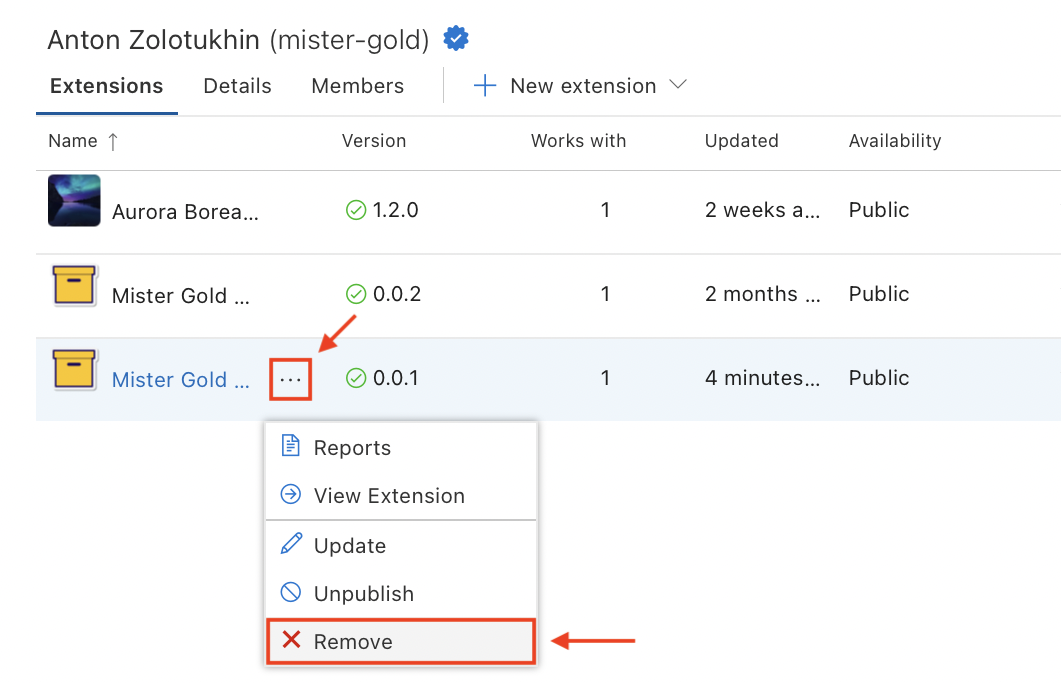 Anton Zolotukhin (mister-gold)
Extensions Details Members New extension
Name ↑ Version Works with Updated Availability
Aurora Borea... 1.2.0 1 2 weeks a... Public
Mister Gold ... 0.0.2 1 2 months ... Public
Mister Gold ... ... 0.0.1 1 4 minutes... Public
Reports
View Extension
Update
Unpublish
Remove